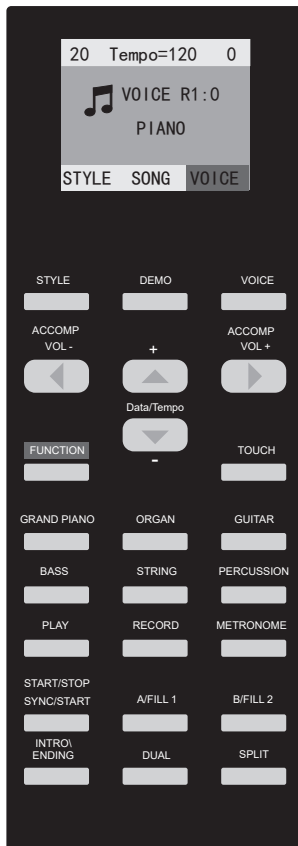 20 Tempo=120 0
VOICE R1:0
PIANO
STYLE SONG VOICE
STYLE DEMO VOICE
ACCOMP
VOL -
+
ACCOMP
VOL +
Data/Tempo
FUNCTION
-
TOUCH
GRAND PIANO ORGAN GUITAR
BASS STRING PERCUSSION
PLAY RECORD METRONOME
START/STOP
SYNC/START A/FILL 1 B/FILL 2
INTRO\
ENDING DUAL SPLIT